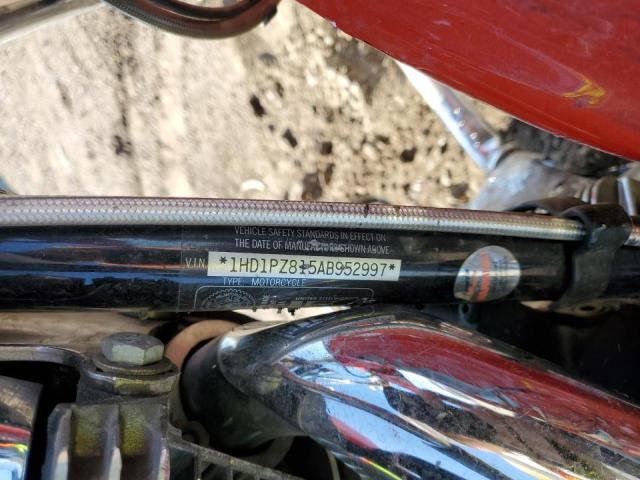 VEHICLE SAFETY STANDARDS IN EFFECT ON
THE DATE OF MANUFACTURE SHOWN ABOVE.
V.I.N. *1HD1PZ815AB952997*
TYPE: MOTORCYCLE